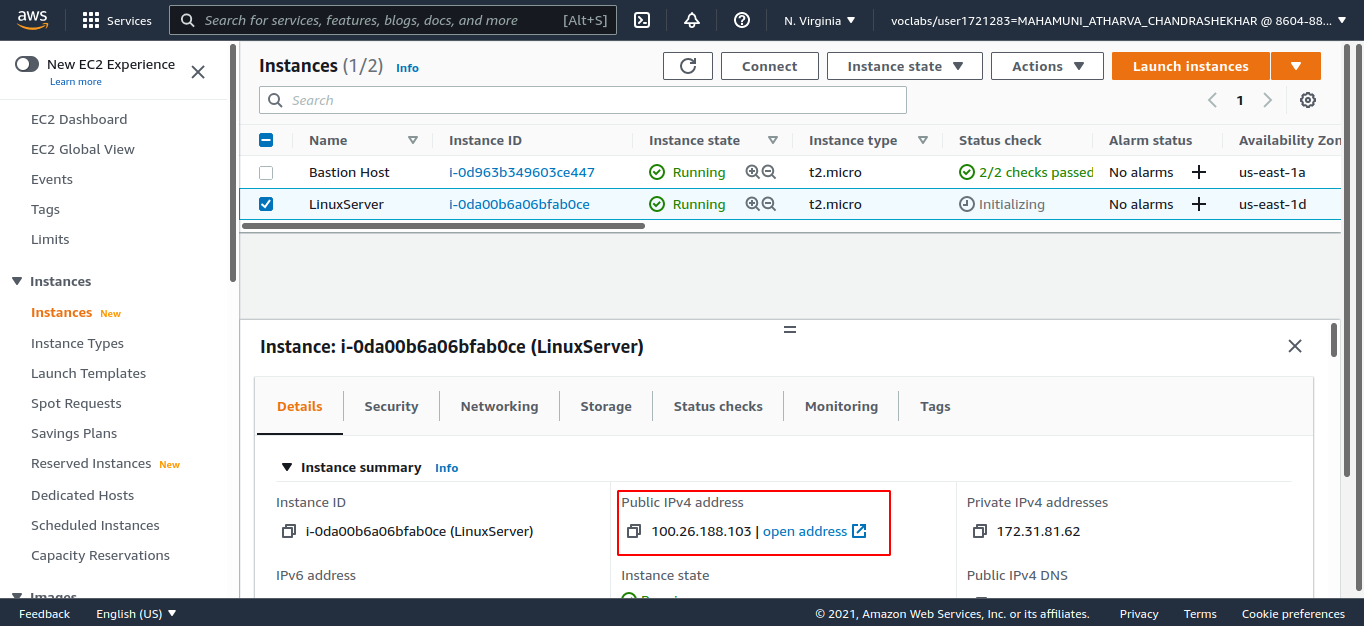 aws
Services
Search for services, features, blogs, docs, and more [Alt+S]
N. Virginia
voclabs/user1721283=MAHAMUNI_ATHARVA_CHANDRASHEKHAR @ 8604-88...
New EC2 Experience
Learn more
EC2 Dashboard
EC2 Global View
Events
Tags
Limits
Instances
Instances New
Instance Types
Launch Templates
Spot Requests
Savings Plans
Reserved Instances New
Dedicated Hosts
Scheduled Instances
Capacity Reservations
Images
Instances (1/2) Info
Connect
Instance state
Actions
Launch instances
Search
1
Name Instance ID Instance state Instance type Status check Alarm status Availability Zon
Bastion Host i-0d963b349603ce447 Running t2.micro 2/2 checks passed No alarms + us-east-1a
LinuxServer i-0da00b6a06bfab0ce Running t2.micro Initializing No alarms + us-east-1d
Instance: i-0da00b6a06bfab0ce (LinuxServer)
Details Security Networking Storage Status checks Monitoring Tags
Instance summary Info
Instance ID
i-0da00b6a06bfab0ce (LinuxServer)
Public IPv4 address
100.26.188.103 | open address
Private IPv4 addresses
172.31.81.62
IPv6 address
Instance state
Public IPv4 DNS
Feedback English (US)
© 2021, Amazon Web Services, Inc. or its affiliates. Privacy Terms Cookie preferences